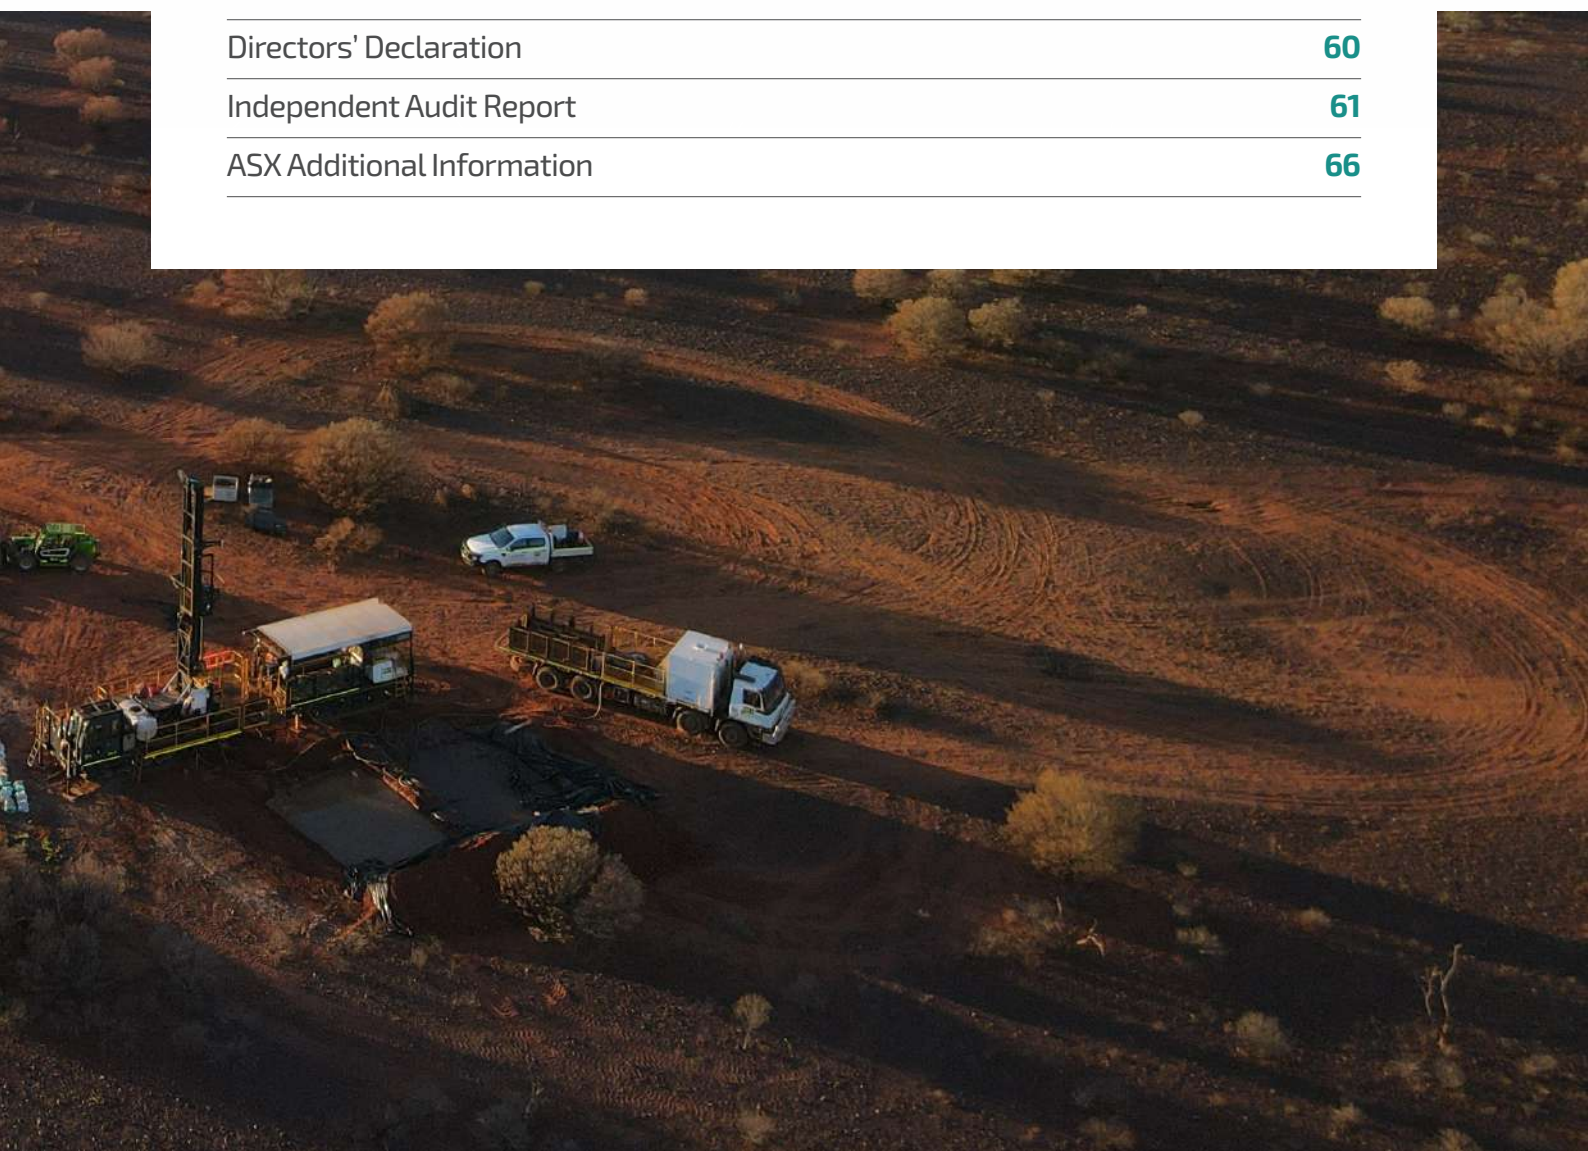 Directors’ Declaration 60
Independent Audit Report 61
ASX Additional Information 66